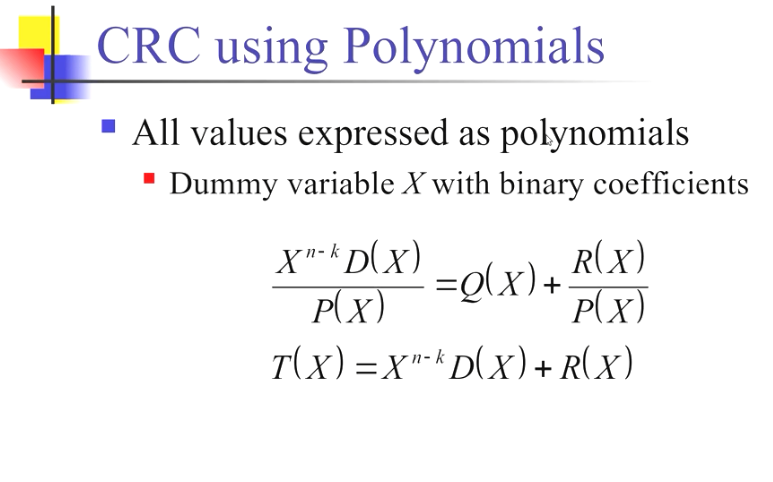 CRC using Polynomials
All values expressed as polynomials
Dummy variable X with binary coefficients
X^{n-k}D(X)/P(X) = Q(X) + R(X)/P(X)
T(X) = X^{n-k}D(X) + R(X)